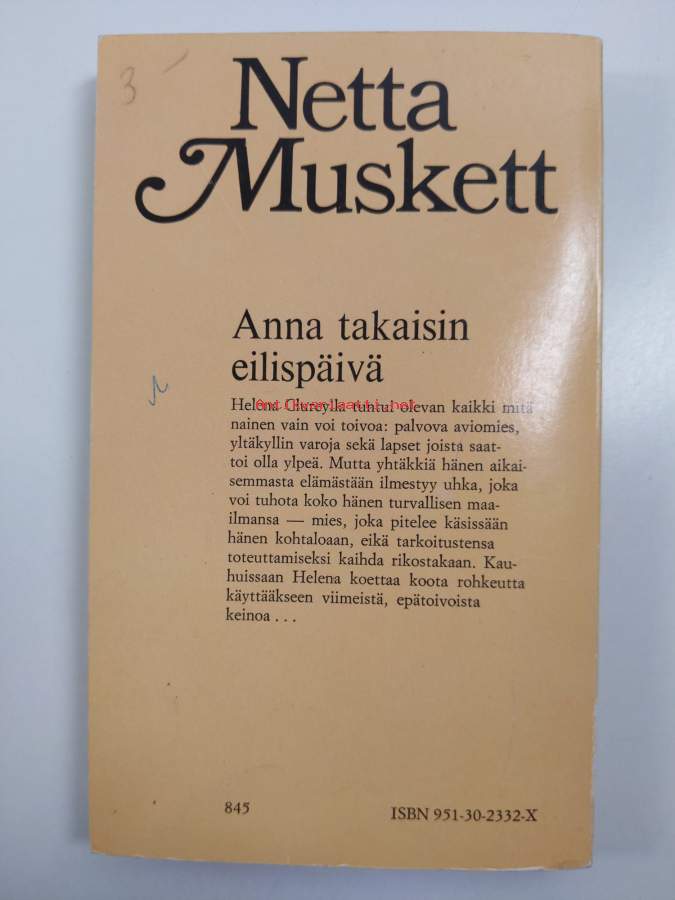 3 –
Netta
Muskett
Anna takaisin
eilispäivä
Helena Clureylla tuntui olevan kaikki mitä
nainen vain voi toivoa: palvova aviomies,
yltäkyllin varoja sekä lapset joista saat-
toi olla ylpeä. Mutta yhtäkkiä hänen aikai-
semmasta elämästään ilmestyy uhka, joka
voi tuhota koko hänen turvallisen maa-
ilmansa — mies, joka pitelee käsissään
hänen kohtaloaan, eikä tarkoitustensa
toteuttamiseksi kaihda rikostakaan. Kau-
huissaan Helena koettaa koota rohkeutta
käyttääkseen viimeistä, epätoivoista
keinoa . . .
845
ISBN 951-30-2332-X